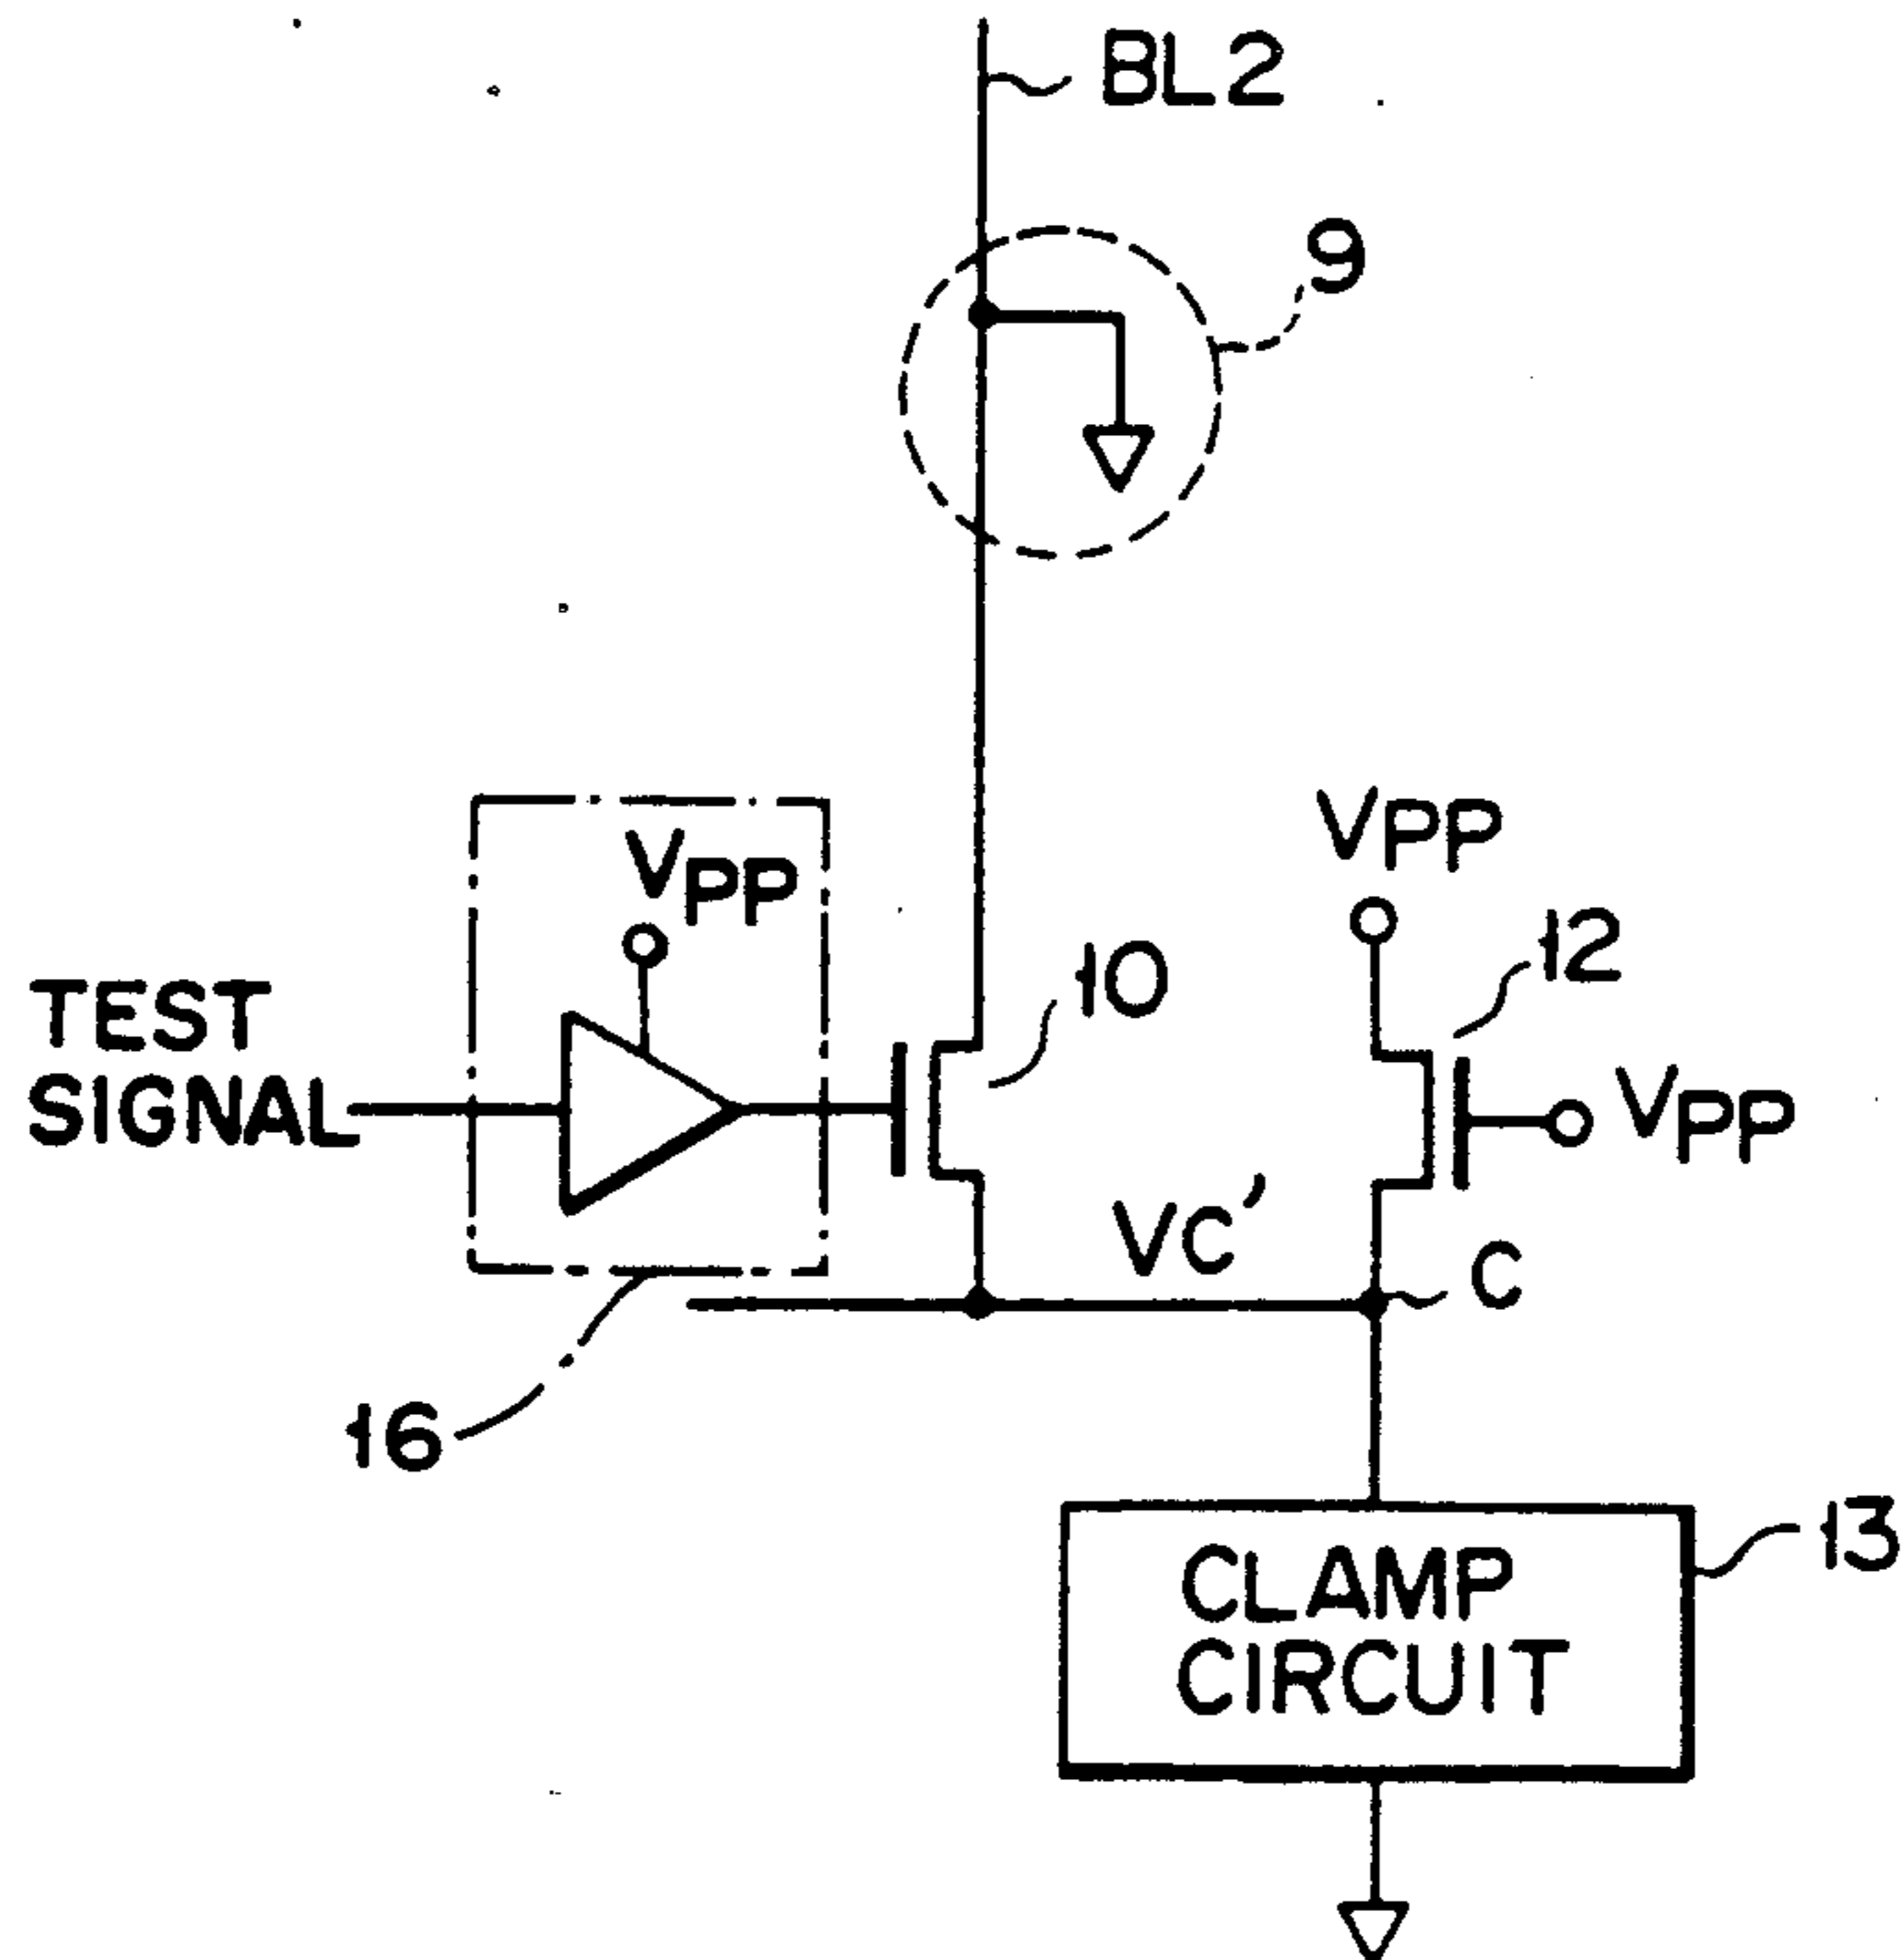 BL2
9
VPP
VPP
12
10
TEST
SIGNAL
VPP
VC'
C
16
13
CLAMP
CIRCUIT